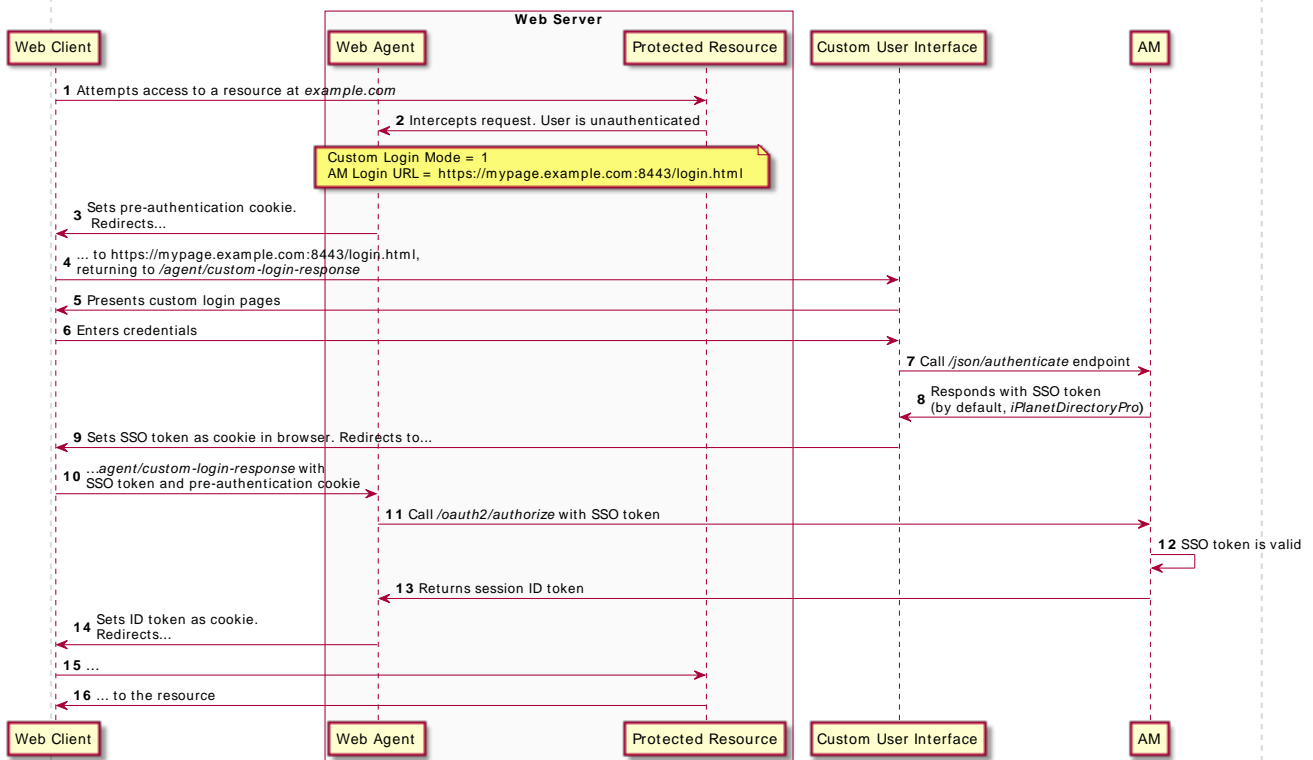 Web Server
Web Client
Web Agent
Protected Resource
Custom User Interface
AM
1 Attempts access to a resource at example.com
2 Intercepts request. User is unauthenticated
Custom Login Mode = 1
AM Login URL = https://mypage.example.com:8443/login.html
3 Sets pre-authentication cookie.
Redirects...
4 ... to https://mypage.example.com:8443/login.html,
returning to /agent/custom-login-response
5 Presents custom login pages
6 Enters credentials
7 Call /json/authenticate endpoint
8 Responds with SSO token
(by default, iPlanetDirectoryPro)
9 Sets SSO token as cookie in browser. Redirects to...
10 ...agent/custom-login-response with
SSO token and pre-authentication cookie
11 Call /oauth2/authorize with SSO token
12 SSO token is valid
13 Returns session ID token
14 Sets ID token as cookie.
Redirects...
15 ...
16 ... to the resource
Web Client
Web Agent
Protected Resource
Custom User Interface
AM